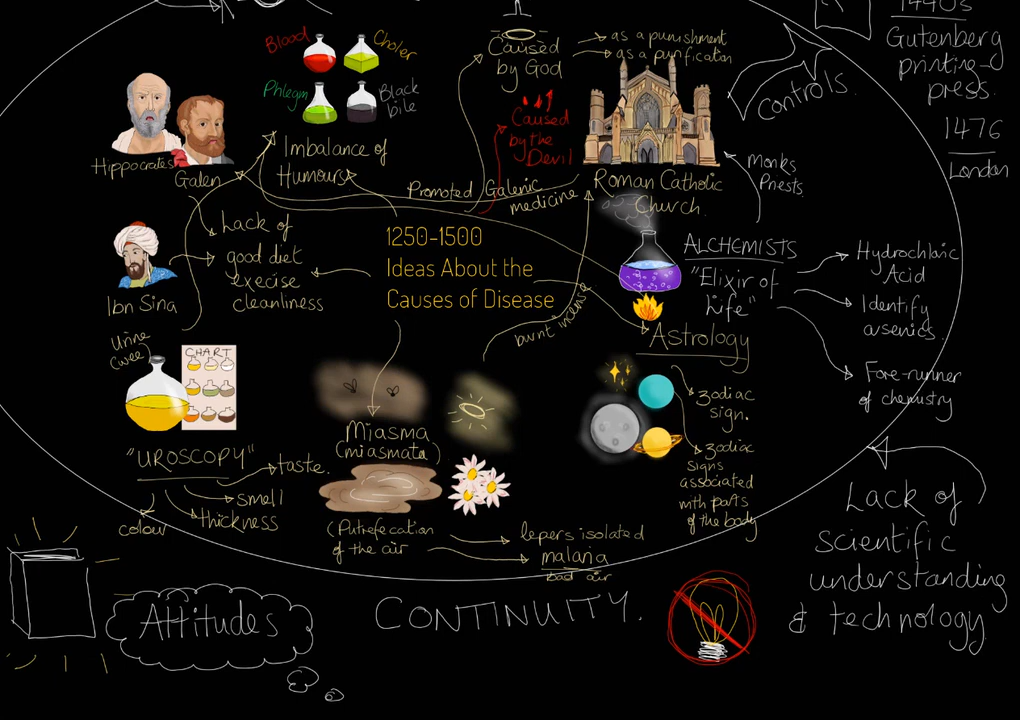 1440s
Gutenberg
printing-
press.
1476
London
Controls.
Blood
Choler
Phlegm
Black
bile
Caused
by God
as a punishment
as a purification
Caused
by the
Devil
Hippocrates
Galen
Imbalance of
Humours
Promoted Galenic
medicine
Roman Catholic
Church.
Monks
Priests.
Lack of
good diet
execise
cleanliness
Ibn Sina
1250-1500
Ideas About the
Causes of Disease
burnt incense
ALCHEMISTS
"Elixir of
Life"
Hydrochloric
Acid
Identify
arsenics.
Fore-runner
of chemistry
Astrology
zodiac
sign.
zodiac
signs
associated
with parts
of the body
Urine
CHART
"UROSCOPY"
taste.
smell
thickness
colour
Miasma
(miasmata)
(Putrefecation
of the air
lepers isolated
malaria
bad air
Lack of
scientific
understanding
& technology
Attitudes
CONTINUITY.